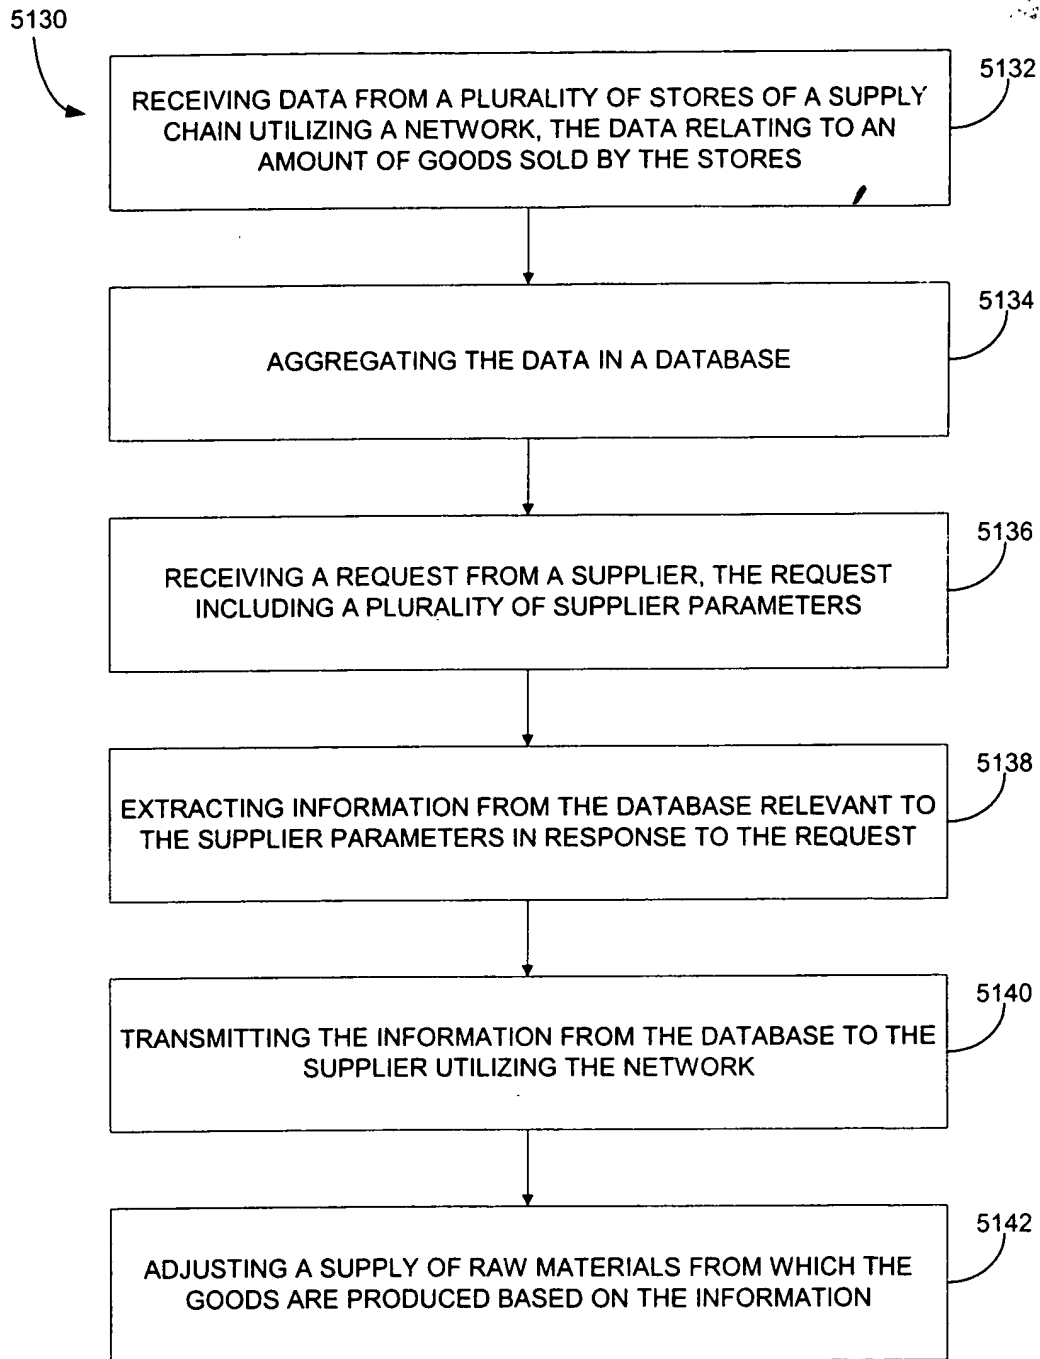 5130
5132
RECEIVING DATA FROM A PLURALITY OF STORES OF A SUPPLY
CHAIN UTILIZING A NETWORK, THE DATA RELATING TO AN
AMOUNT OF GOODS SOLD BY THE STORES
5134
AGGREGATING THE DATA IN A DATABASE
5136
RECEIVING A REQUEST FROM A SUPPLIER, THE REQUEST
INCLUDING A PLURALITY OF SUPPLIER PARAMETERS
5138
EXTRACTING INFORMATION FROM THE DATABASE RELEVANT TO
THE SUPPLIER PARAMETERS IN RESPONSE TO THE REQUEST
5140
TRANSMITTING THE INFORMATION FROM THE DATABASE TO THE
SUPPLIER UTILIZING THE NETWORK
5142
ADJUSTING A SUPPLY OF RAW MATERIALS FROM WHICH THE
GOODS ARE PRODUCED BASED ON THE INFORMATION